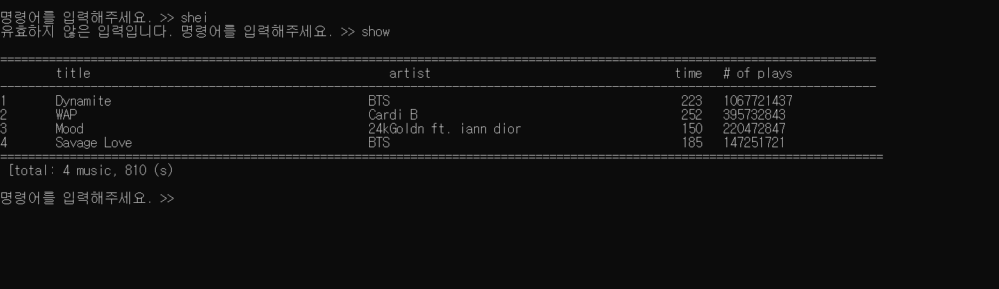 명령어를 입력해주세요. >> shei
유효하지 않은 입력입니다. 명령어를 입력해주세요. >> show
==============================================================================================================================
title artist time # of plays
------------------------------------------------------------------------------------------------------------------------------
1 Dynamite BTS 223 1067721437
2 WAP Cardi B 252 395732843
3 Mood 24kGoldn ft. iann dior 150 220472847
4 Savage Love BTS 185 147251721
===============================================================================================================================
[total: 4 music, 810 (s)
명령어를 입력해주세요. >>